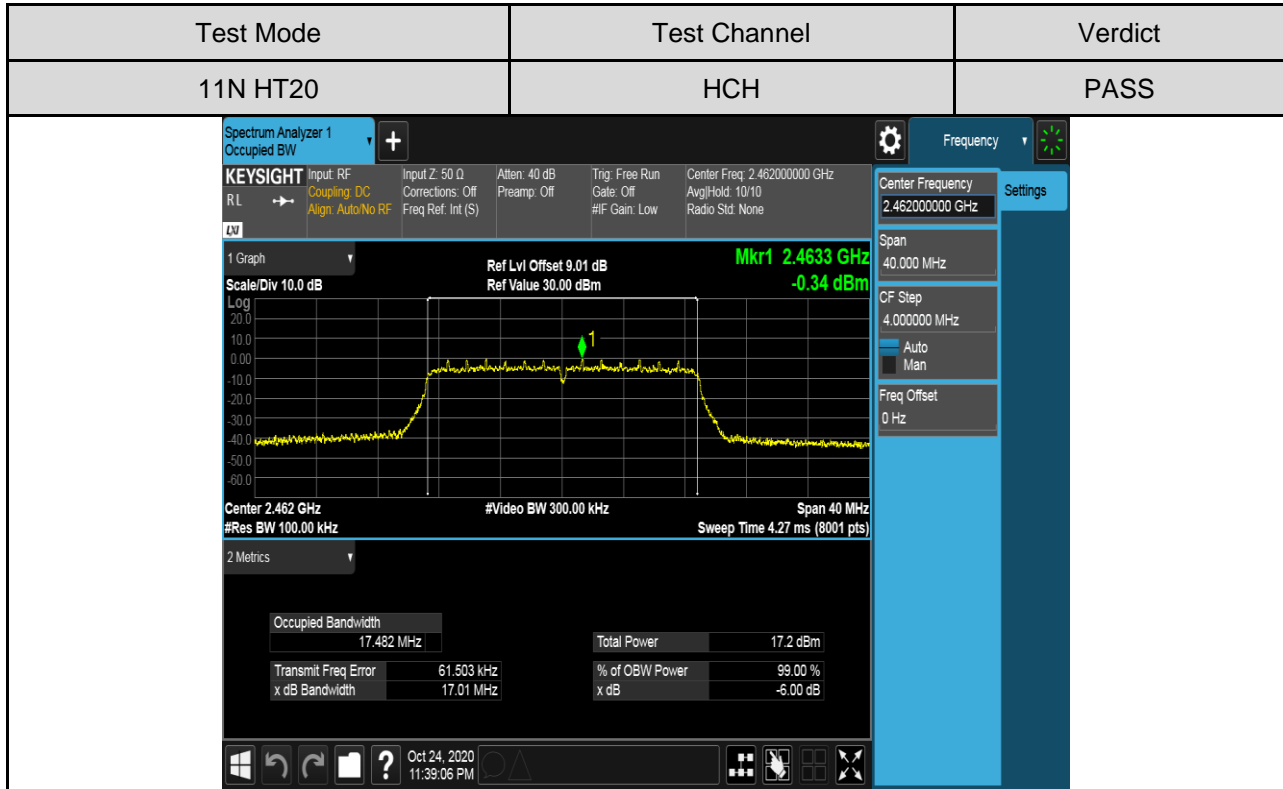 Test Mode Test Channel Verdict
11N HT20 HCH PASS
Spectrum Analyzer 1
Occupied BW
+
Frequency
KEYSIGHT Input: RF Input Z: 50 Ω Atten: 40 dB Trig: Free Run Center Freq: 2.462000000 GHz
RL Coupling: DC Corrections: Off Preamp: Off Gate: Off Avg|Hold: 10/10
Align: Auto/No RF Freq Ref: Int (S) #IF Gain: Low Radio Std: None
LXI
Center Frequency
2.462000000 GHz
Settings
Span
40.000 MHz
CF Step
4.000000 MHz
Auto
Man
Freq Offset
0 Hz
1 Graph Ref Lvl Offset 9.01 dB Mkr1 2.4633 GHz
Scale/Div 10.0 dB Ref Value 30.00 dBm -0.34 dBm
Log
20.0
10.0
1
0.00
-10.0
-20.0
-30.0
-40.0
-50.0
-60.0
Center 2.462 GHz #Video BW 300.00 kHz Span 40 MHz
#Res BW 100.00 kHz Sweep Time 4.27 ms (8001 pts)
2 Metrics
Occupied Bandwidth
17.482 MHz Total Power 17.2 dBm
Transmit Freq Error 61.503 kHz % of OBW Power 99.00 %
x dB Bandwidth 17.01 MHz x dB -6.00 dB
? Oct 24, 2020
11:39:06 PM